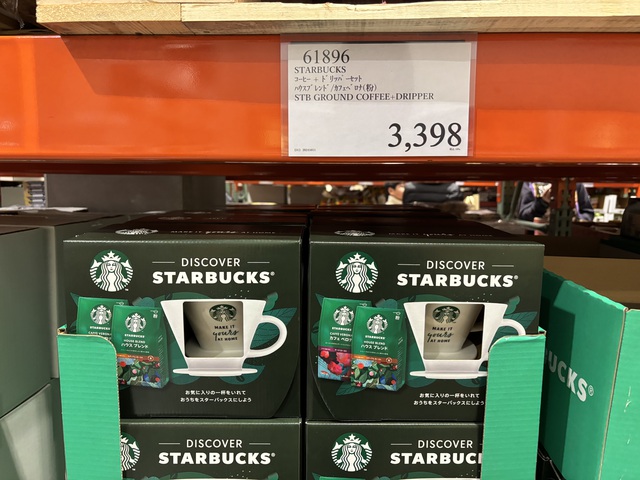 61896
STARBUCKS
コーヒー + ドリッパーセット
ハウスブレンド/カフェベロナ(粉)
STB GROUND COFFEE+DRIPPER
3,398
DISCOVER
STARBUCKS®
MAKE IT
yours
AT HOME
HOUSE BLEND
ハウス ブレンド
お気に入りの一杯をいれて
おうちをスターバックスにしよう
DISCOVER
STARBUCKS®
MAKE IT
yours
AT HOME
カフェ ベロナ
HOUSE BLEND
ハウス ブレンド
お気に入りの一杯をいれて
おうちをスターバックスにしよう
UCKS®
DISCOVER
STARBUCKS®
DISCOVER
STARBUCK